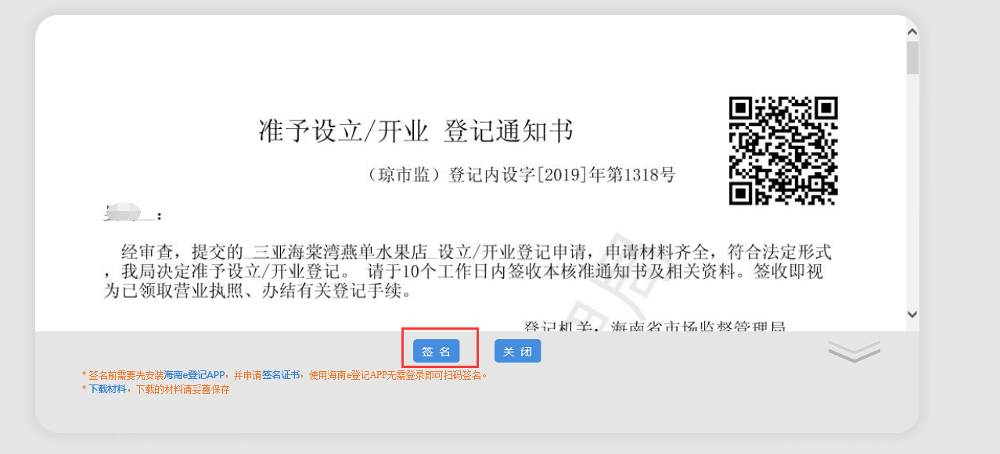 准予设立/开业 登记通知书
（琼市监）登记内设字[2019]年第1318号
：
经审查，提交的 三亚海棠湾燕单水果店 设立/开业登记申请，申请材料齐全，符合法定形式
，我局决定准予设立/开业登记。 请于10个工作日内签收本核准通知书及相关资料。签收即视
为已领取营业执照、办结有关登记手续。
登记机关：海南省市场监督管理局
签 名
关 闭
* 签名前需要先安装海南e登记APP，并申请签名证书，使用海南e登记APP无需登录即可扫码签名。
* 下载材料，下载的材料请妥善保存